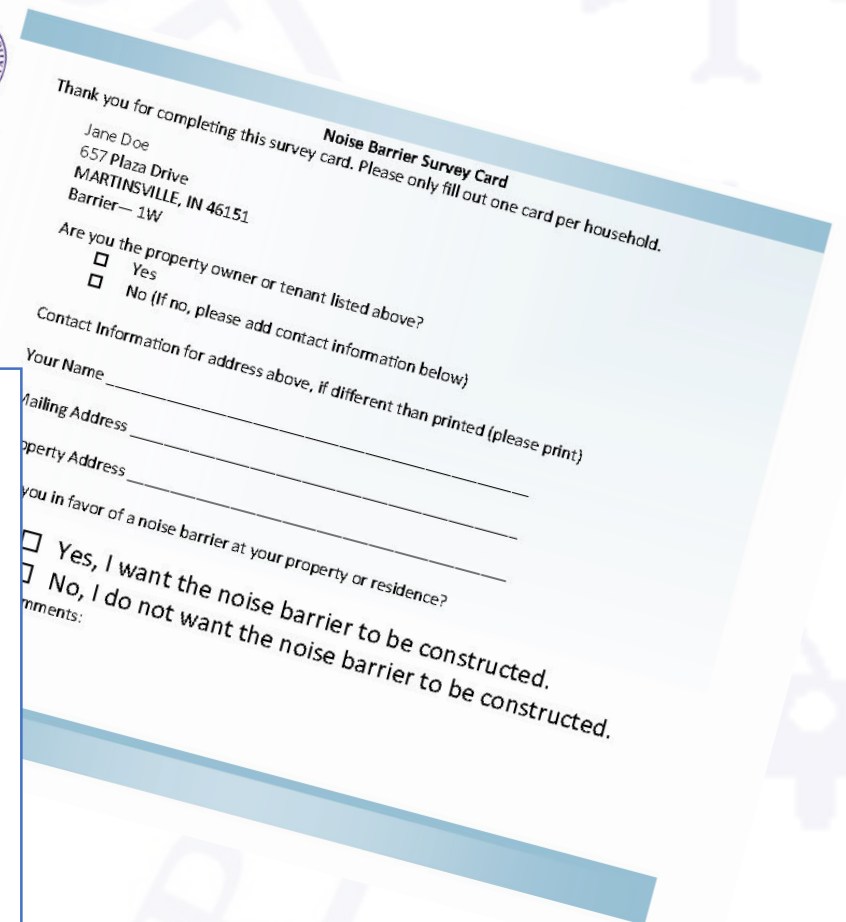 Noise Barrier Survey Card
Thank you for completing this survey card. Please only fill out one card per household.
Jane Doe
657 Plaza Drive
MARTINSVILLE, IN 46151
Barrier— 1W
Are you the property owner or tenant listed above?
Yes
No (If no, please add contact information below)
Contact Information for address above, if different than printed (please print)
Your Name
Mailing Address
operty Address
you in favor of a noise barrier at your property or residence?
Yes, I want the noise barrier to be constructed.
No, I do not want the noise barrier to be constructed.
mments: